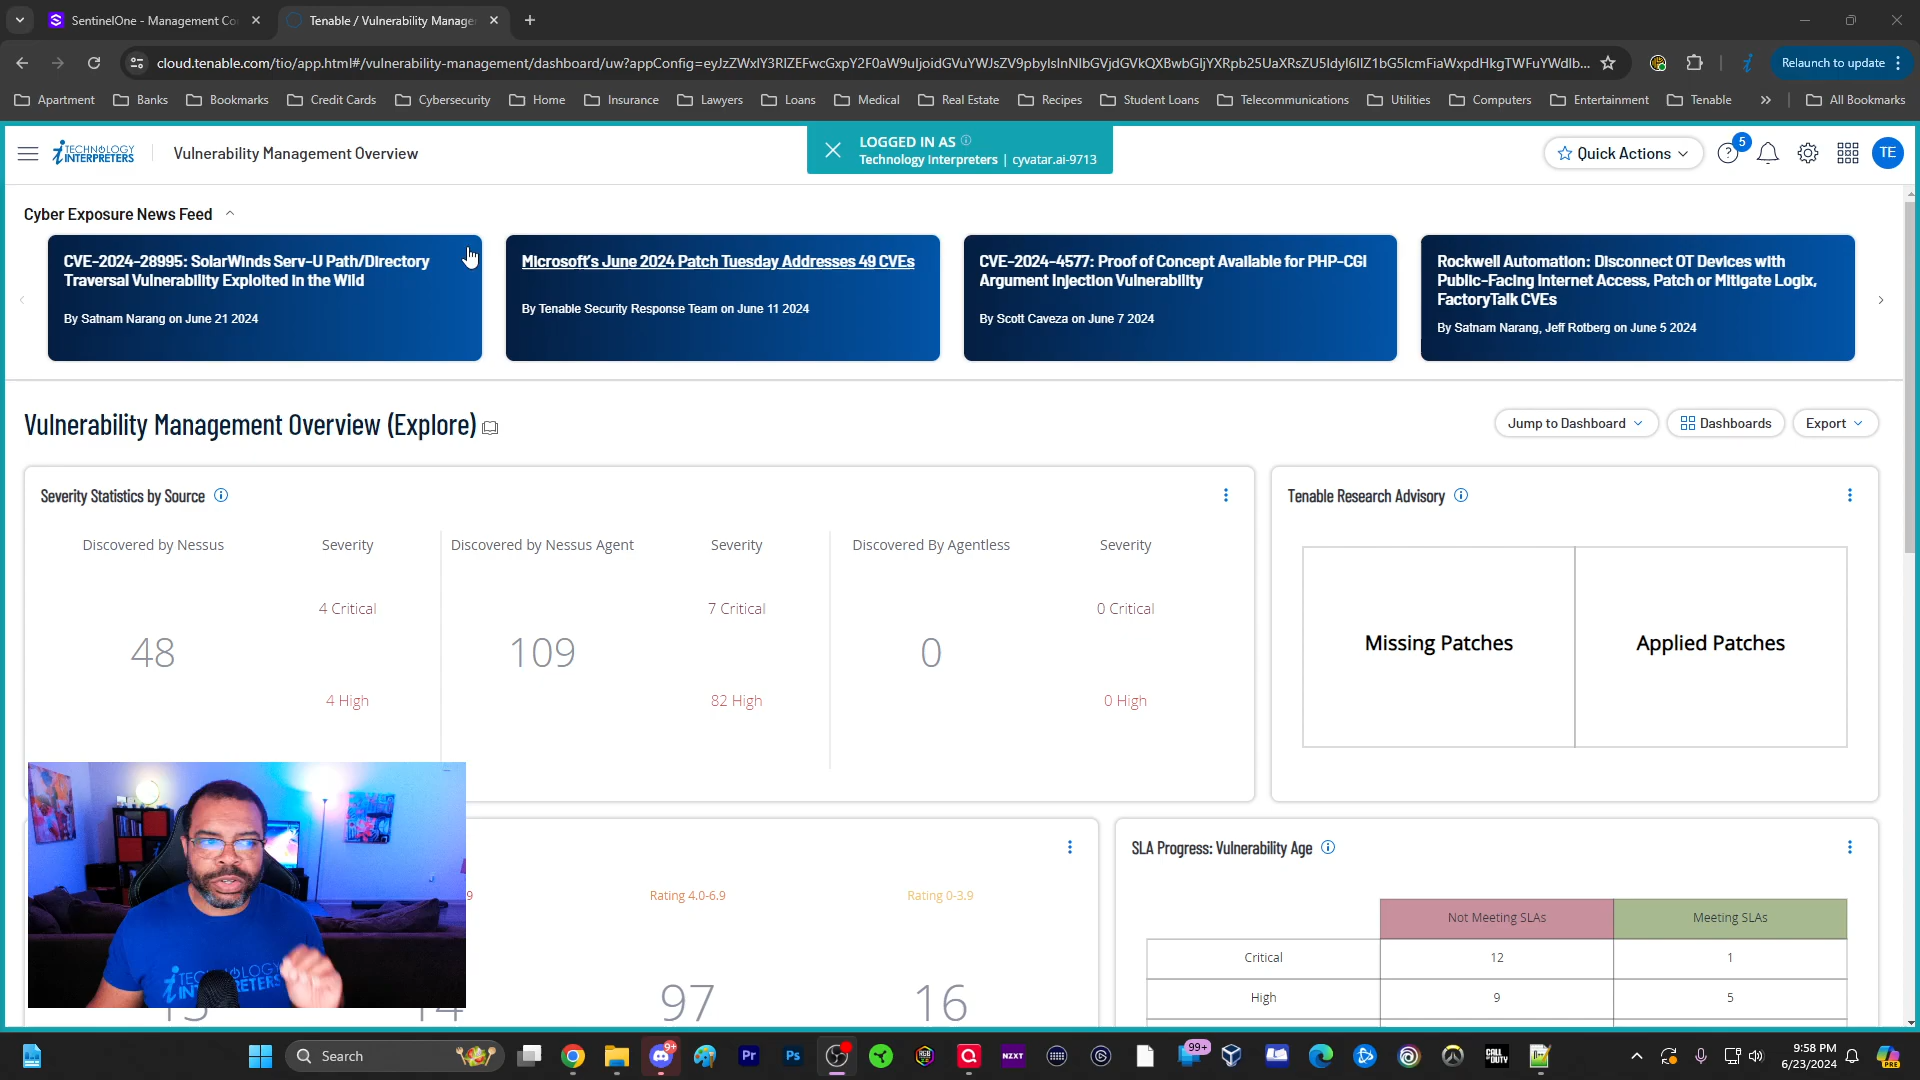 SentinelOne - Management Co
Tenable / Vulnerability Manage
cloud.tenable.com/tio/app.html#/vulnerability-management/dashboard/uw?appConfig=
Relaunch to update
Apartment
Banks
Bookmarks
Credit Cards
Cybersecurity
Home
Insurance
Lawyers
Loans
Medical
Real Estate
Recipes
Student Loans
Telecommunications
Utilities
Computers
Entertainment
Tenable
All Bookmarks
TECHNOLOGY
INTERPRETERS
Vulnerability Management Overview
LOGGED IN AS
Technology Interpreters | cyvatar.ai-9713
Quick Actions
5
TE
Cyber Exposure News Feed
CVE-2024-28995: SolarWinds Serv-U Path/Directory
Traversal Vulnerability Exploited in the Wild
By Satnam Narang on June 21 2024
Microsoft's June 2024 Patch Tuesday Addresses 49 CVEs
By Tenable Security Response Team on June 11 2024
CVE-2024-4577: Proof of Concept Available for PHP-CGI
Argument Injection Vulnerability
By Scott Caveza on June 7 2024
Rockwell Automation: Disconnect OT Devices with
Public-Facing Internet Access, Patch or Mitigate Logix,
FactoryTalk CVEs
By Satnam Narang, Jeff Rotberg on June 5 2024
Vulnerability Management Overview (Explore)
Jump to Dashboard
Dashboards
Export
Severity Statistics by Source
Discovered by Nessus
Severity
Discovered by Nessus Agent
Severity
Discovered By Agentless
Severity
48
4 Critical
4 High
109
7 Critical
82 High
0
0 Critical
0 High
Tenable Research Advisory
Missing Patches
Applied Patches
9
Rating 4.0-6.9
Rating 0-3.9
97
16
SLA Progress: Vulnerability Age
Not Meeting SLAs
Meeting SLAs
Critical
12
1
High
9
5
Search
9+
Pr
Ps
NZXT
99+
CALL OF DUTY
PRE
9:58 PM
6/23/2024